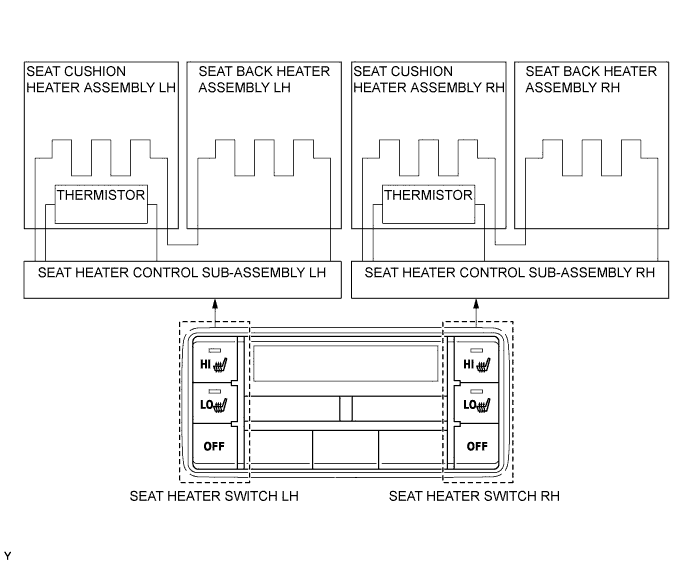 SEAT CUSHION
HEATER ASSEMBLY LH
SEAT BACK HEATER
ASSEMBLY LH
SEAT CUSHION
HEATER ASSEMBLY RH
SEAT BACK HEATER
ASSEMBLY RH
THERMISTOR
THERMISTOR
SEAT HEATER CONTROL SUB-ASSEMBLY LH
SEAT HEATER CONTROL SUB-ASSEMBLY RH
HI
HI
LO
LO
OFF
OFF
SEAT HEATER SWITCH LH
SEAT HEATER SWITCH RH
Y